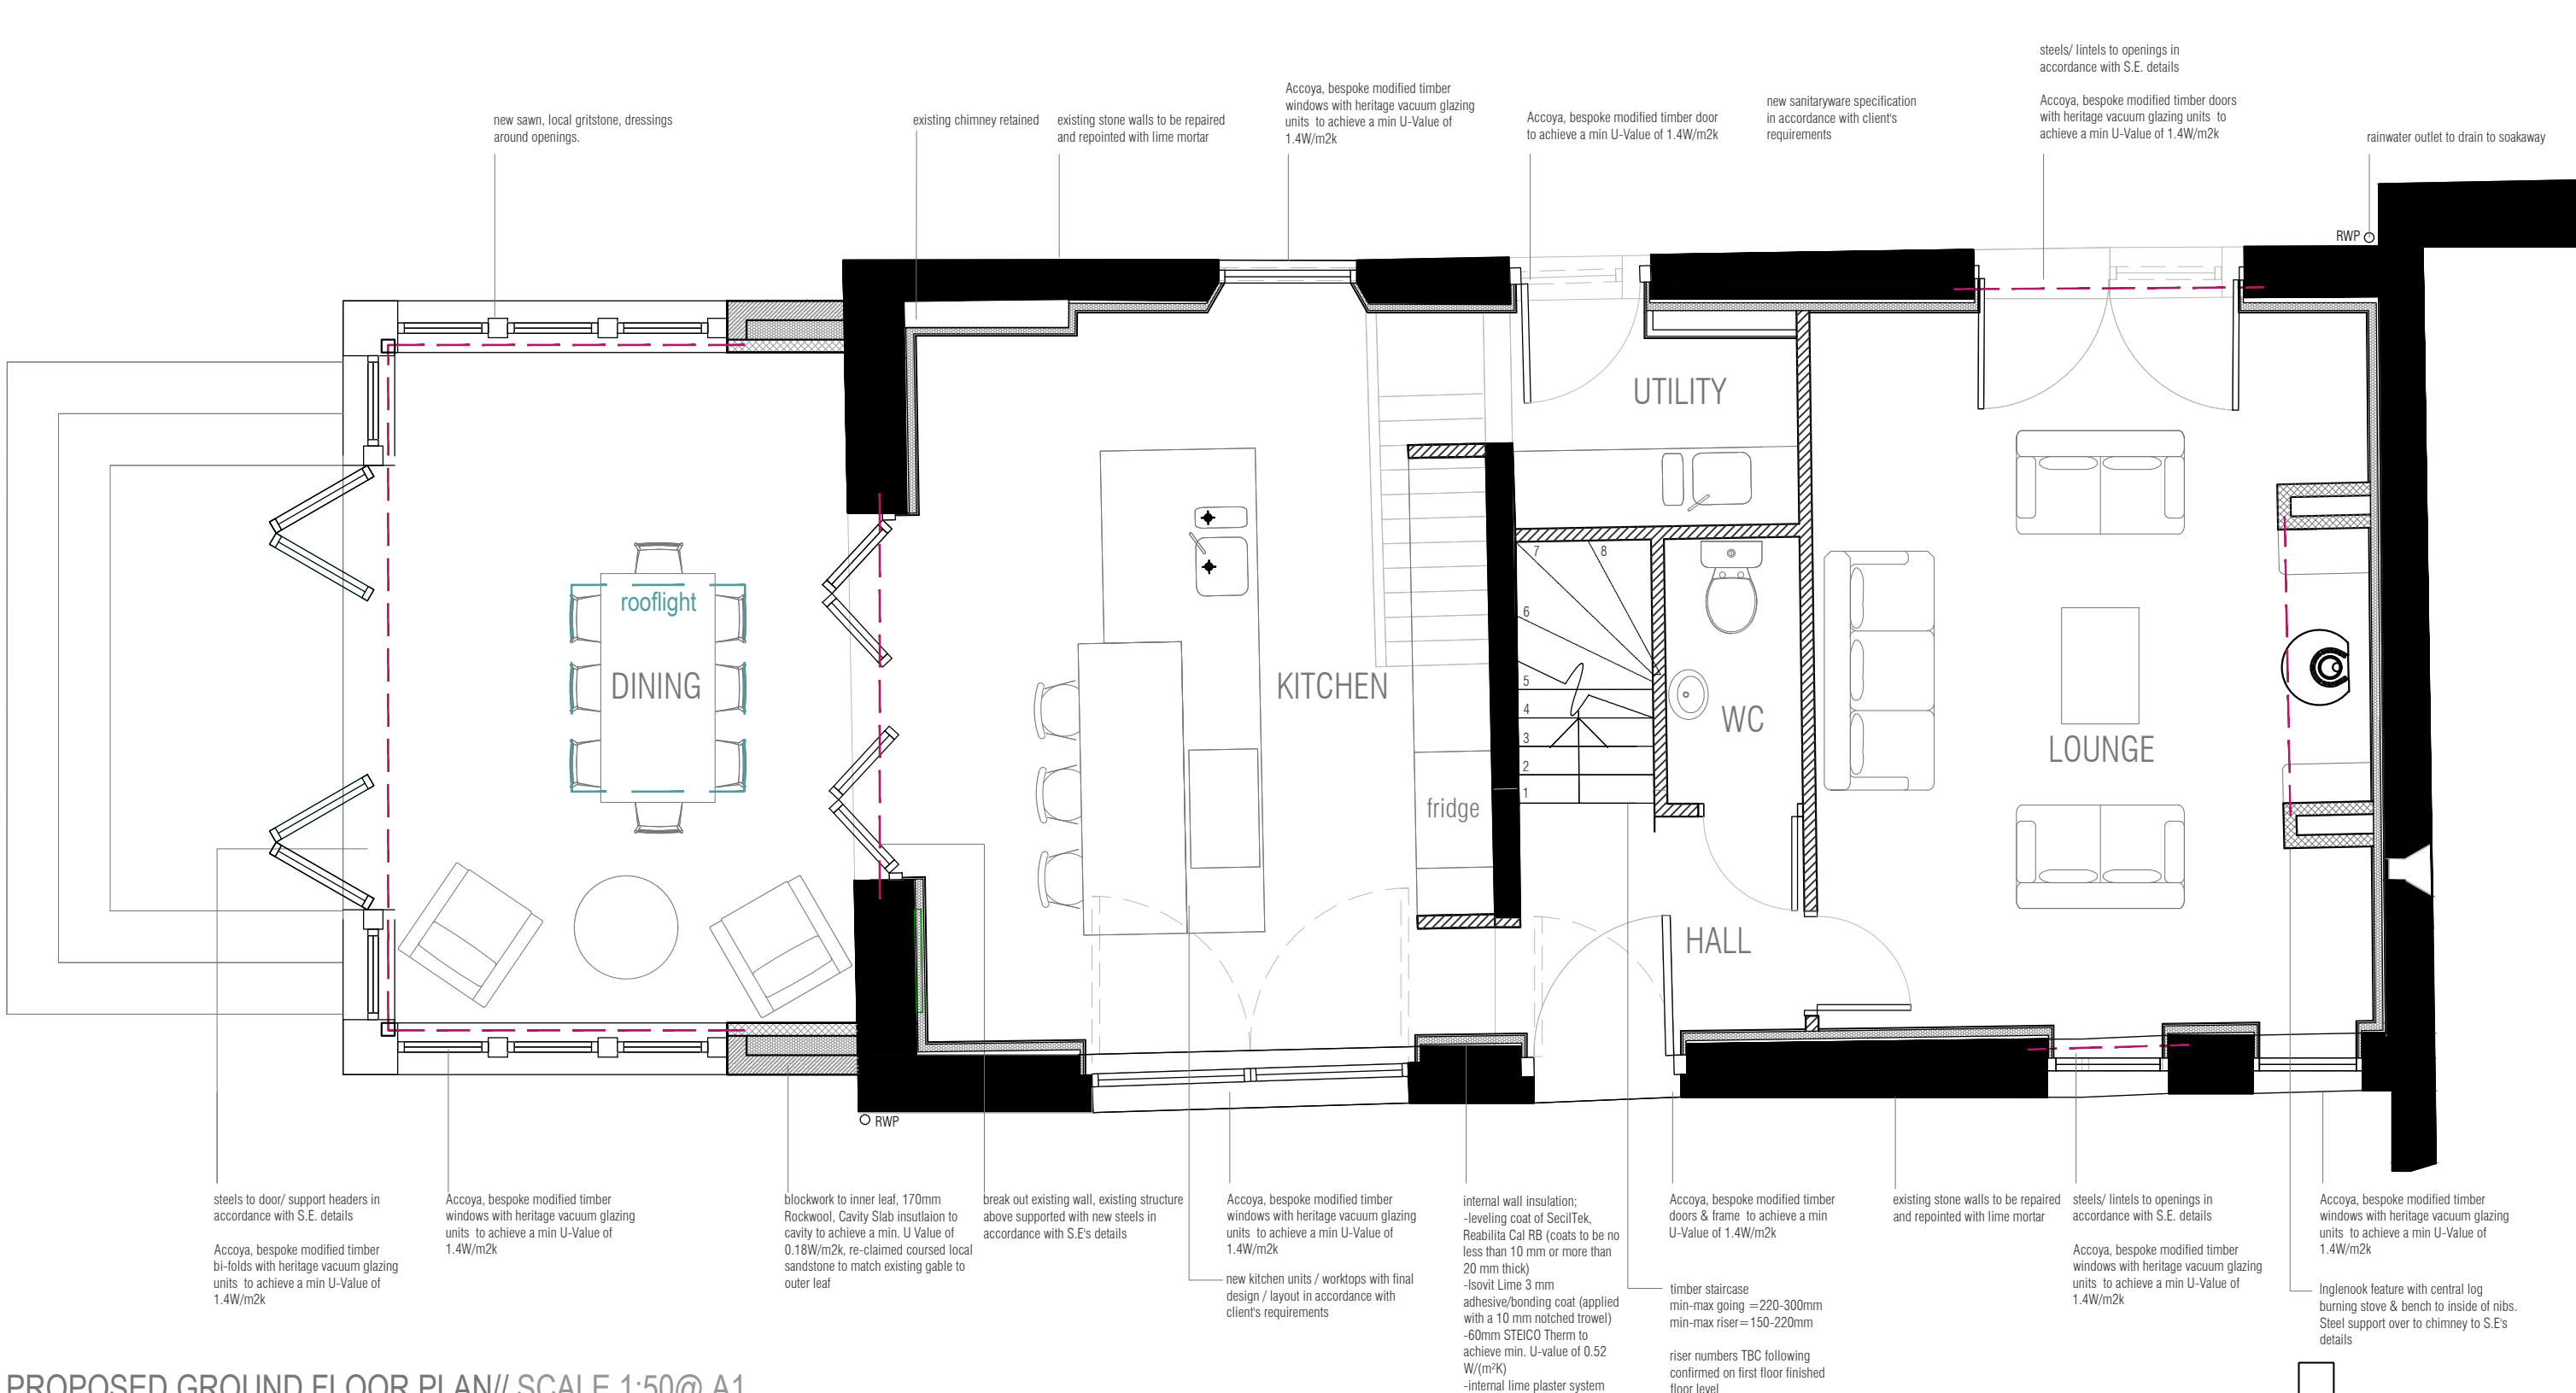 steels/ lintels to openings in
accordance with S.E. details
Accoya, bespoke modified timber doors
with heritage vacuum glazing units  to
achieve a min U-Value of 1.4W/m2k
new sawn, local gritstone, dressings
around openings.
existing chimney retained
existing stone walls to be repaired
and repointed with lime mortar
Accoya, bespoke modified timber
windows with heritage vacuum glazing
units  to achieve a min U-Value of
1.4W/m2k
Accoya, bespoke modified timber door
to achieve a min U-Value of 1.4W/m2k
new sanitaryware specification
in accordance with client's
requirements
rainwater outlet to drain to soakaway
RWP
UTILITY
rooflight
DINING
KITCHEN
fridge
7
8
6
5
4
3
2
1
WC
LOUNGE
HALL
RWP
steels to door/ support headers in
accordance with S.E. details
Accoya, bespoke modified timber
bi-folds with heritage vacuum glazing
units  to achieve a min U-Value of
1.4W/m2k
Accoya, bespoke modified timber
windows with heritage vacuum glazing
units  to achieve a min U-Value of
1.4W/m2k
blockwork to inner leaf, 170mm
Rockwool, Cavity Slab insutlaion to
cavity to achieve a min. U Value of
0.18W/m2k, re-claimed coursed local
sandstone to match existing gable to
outer leaf
break out existing wall, existing structure
above supported with new steels in
accordance with S.E's details
Accoya, bespoke modified timber
windows with heritage vacuum glazing
units  to achieve a min U-Value of
1.4W/m2k
new kitchen units / worktops with final
design / layout in accordance with
client's requirements
internal wall insulation;
-leveling coat of SecilTek,
Reabilita Cal RB (coats to be no
less than 10 mm or more than
20 mm thick)
-Isovit Lime 3 mm
adhesive/bonding coat (applied
with a 10 mm notched trowel)
-60mm STEICO Therm to
achieve min. U-value of 0.52
W/(m²K)
-internal lime plaster system
Accoya, bespoke modified timber
doors & frame  to achieve a min
U-Value of 1.4W/m2k
timber staircase
min-max going =220-300mm
min-max riser=150-220mm
riser numbers TBC following
confirmed on first floor finished
floor level
existing stone walls to be repaired
and repointed with lime mortar
steels/ lintels to openings in
accordance with S.E. details
Accoya, bespoke modified timber
windows with heritage vacuum glazing
units  to achieve a min U-Value of
1.4W/m2k
Accoya, bespoke modified timber
windows with heritage vacuum glazing
units  to achieve a min U-Value of
1.4W/m2k
Inglenook feature with central log
burning stove & bench to inside of nibs.
Steel support over to chimney to S.E's
details
PROPOSED GROUND FLOOR PLAN// SCALE 1:50@ A1